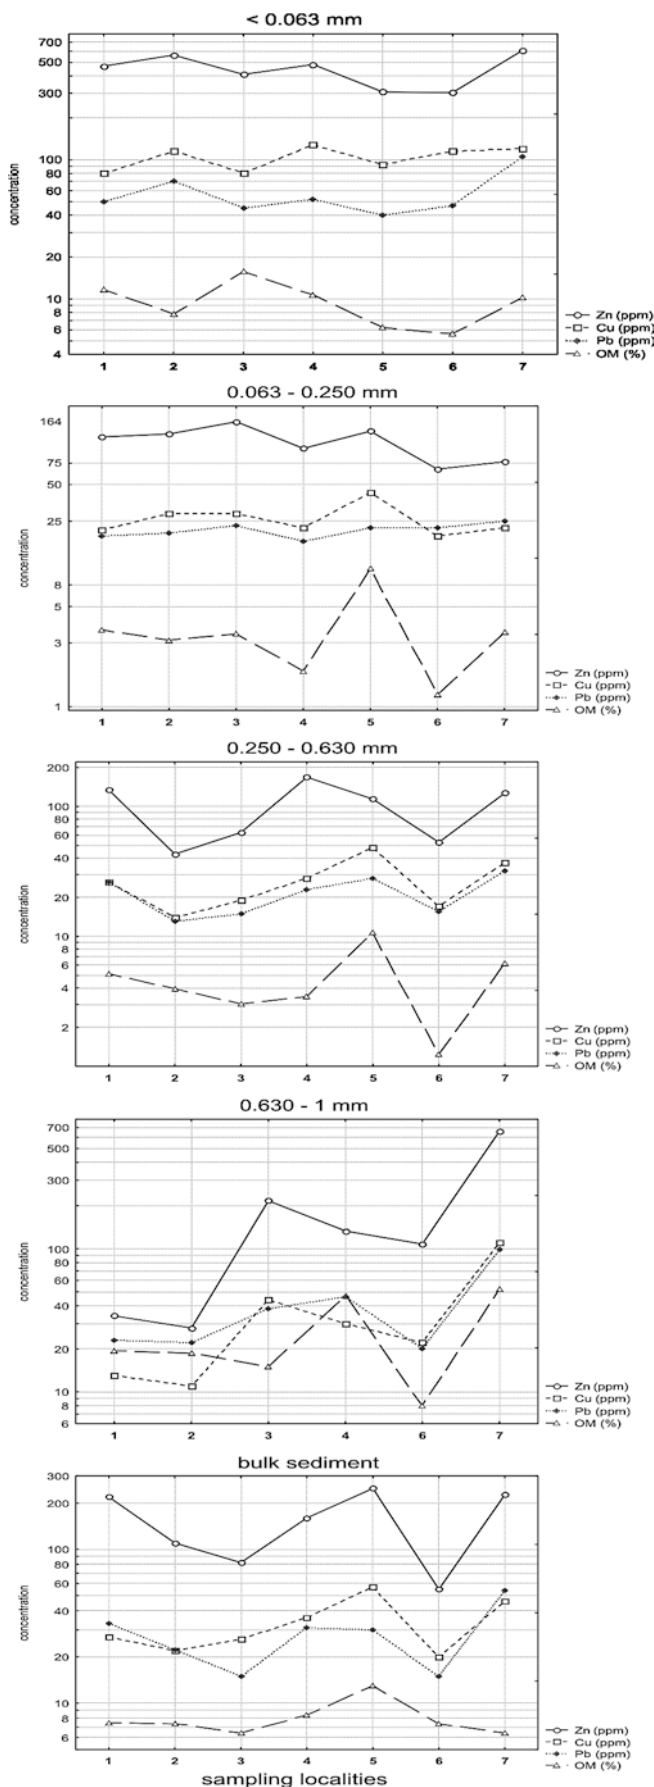 < 0.063 mm
700
500
300
100
80
60
40
20
10
8
6
4
concentration
1 2 3 4 5 6 7
Zn (ppm)
Cu (ppm)
Pb (ppm)
OM (%)
0.063 - 0.250 mm
164
75
50
25
8
5
3
1
concentration
1 2 3 4 5 6 7
Zn (ppm)
Cu (ppm)
Pb (ppm)
OM (%)
0.250 - 0.630 mm
200
100
80
60
40
20
10
8
6
4
2
concentration
1 2 3 4 5 6 7
Zn (ppm)
Cu (ppm)
Pb (ppm)
OM (%)
0.630 - 1 mm
700
500
300
100
80
60
40
20
10
8
6
concentration
1 2 3 4 6 7
Zn (ppm)
Cu (ppm)
Pb (ppm)
OM (%)
bulk sediment
300
200
100
80
60
40
20
10
8
6
concentration
1 2 3 4 5 6 7
Zn (ppm)
Cu (ppm)
Pb (ppm)
OM (%)
sampling localities